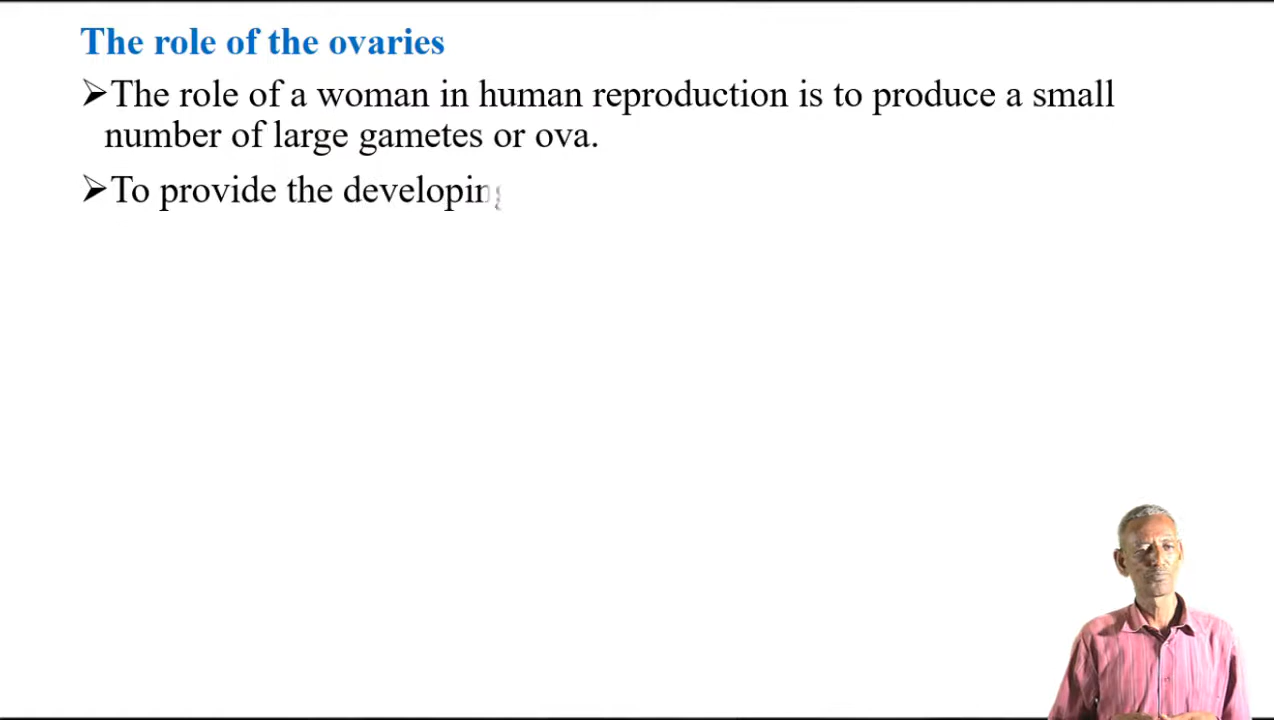 The role of the ovaries
➢The role of a woman in human reproduction is to produce a small
number of large gametes or ova.
➢To provide the developing